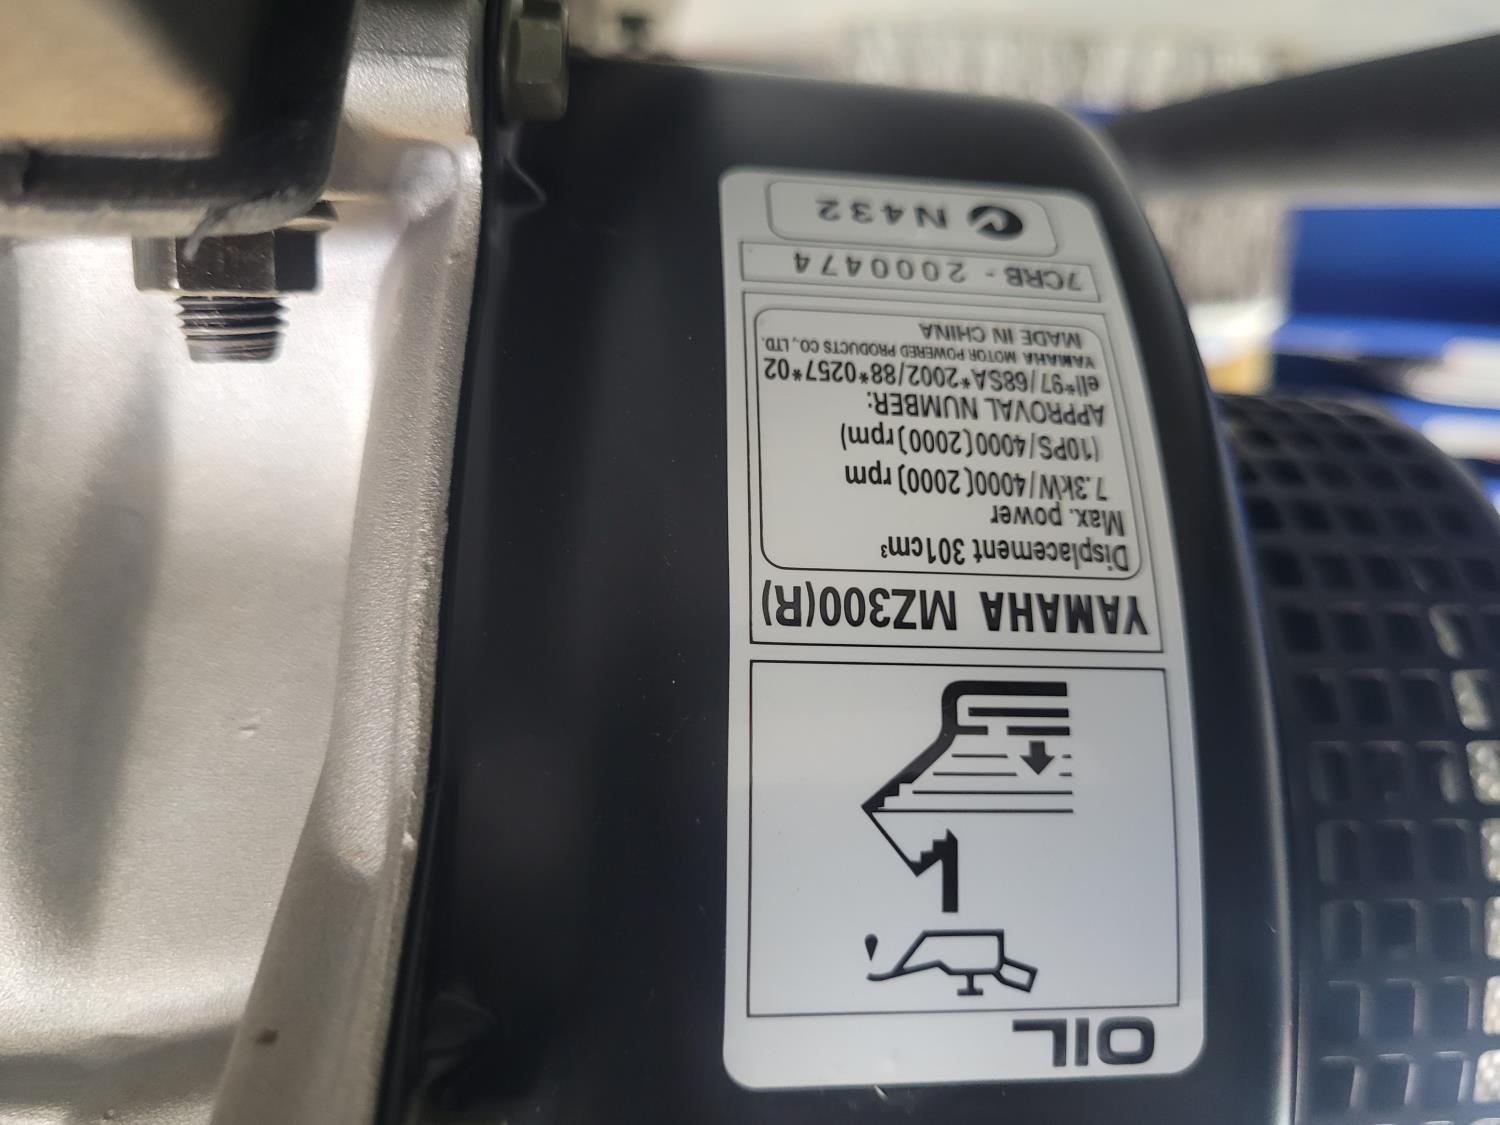 OIL
YAMAHA MZ300(R)
Displacement 301cm³
Max. power
7.3kW/4000(2000)rpm
(10PS/4000(2000)rpm)
APPROVAL NUMBER:
eII*97/68SA*2002/88*0257*02
YAMAHA MOTOR POWERED PRODUCTS CO., LTD.
MADE IN CHINA
7CRB - 2000474
N432